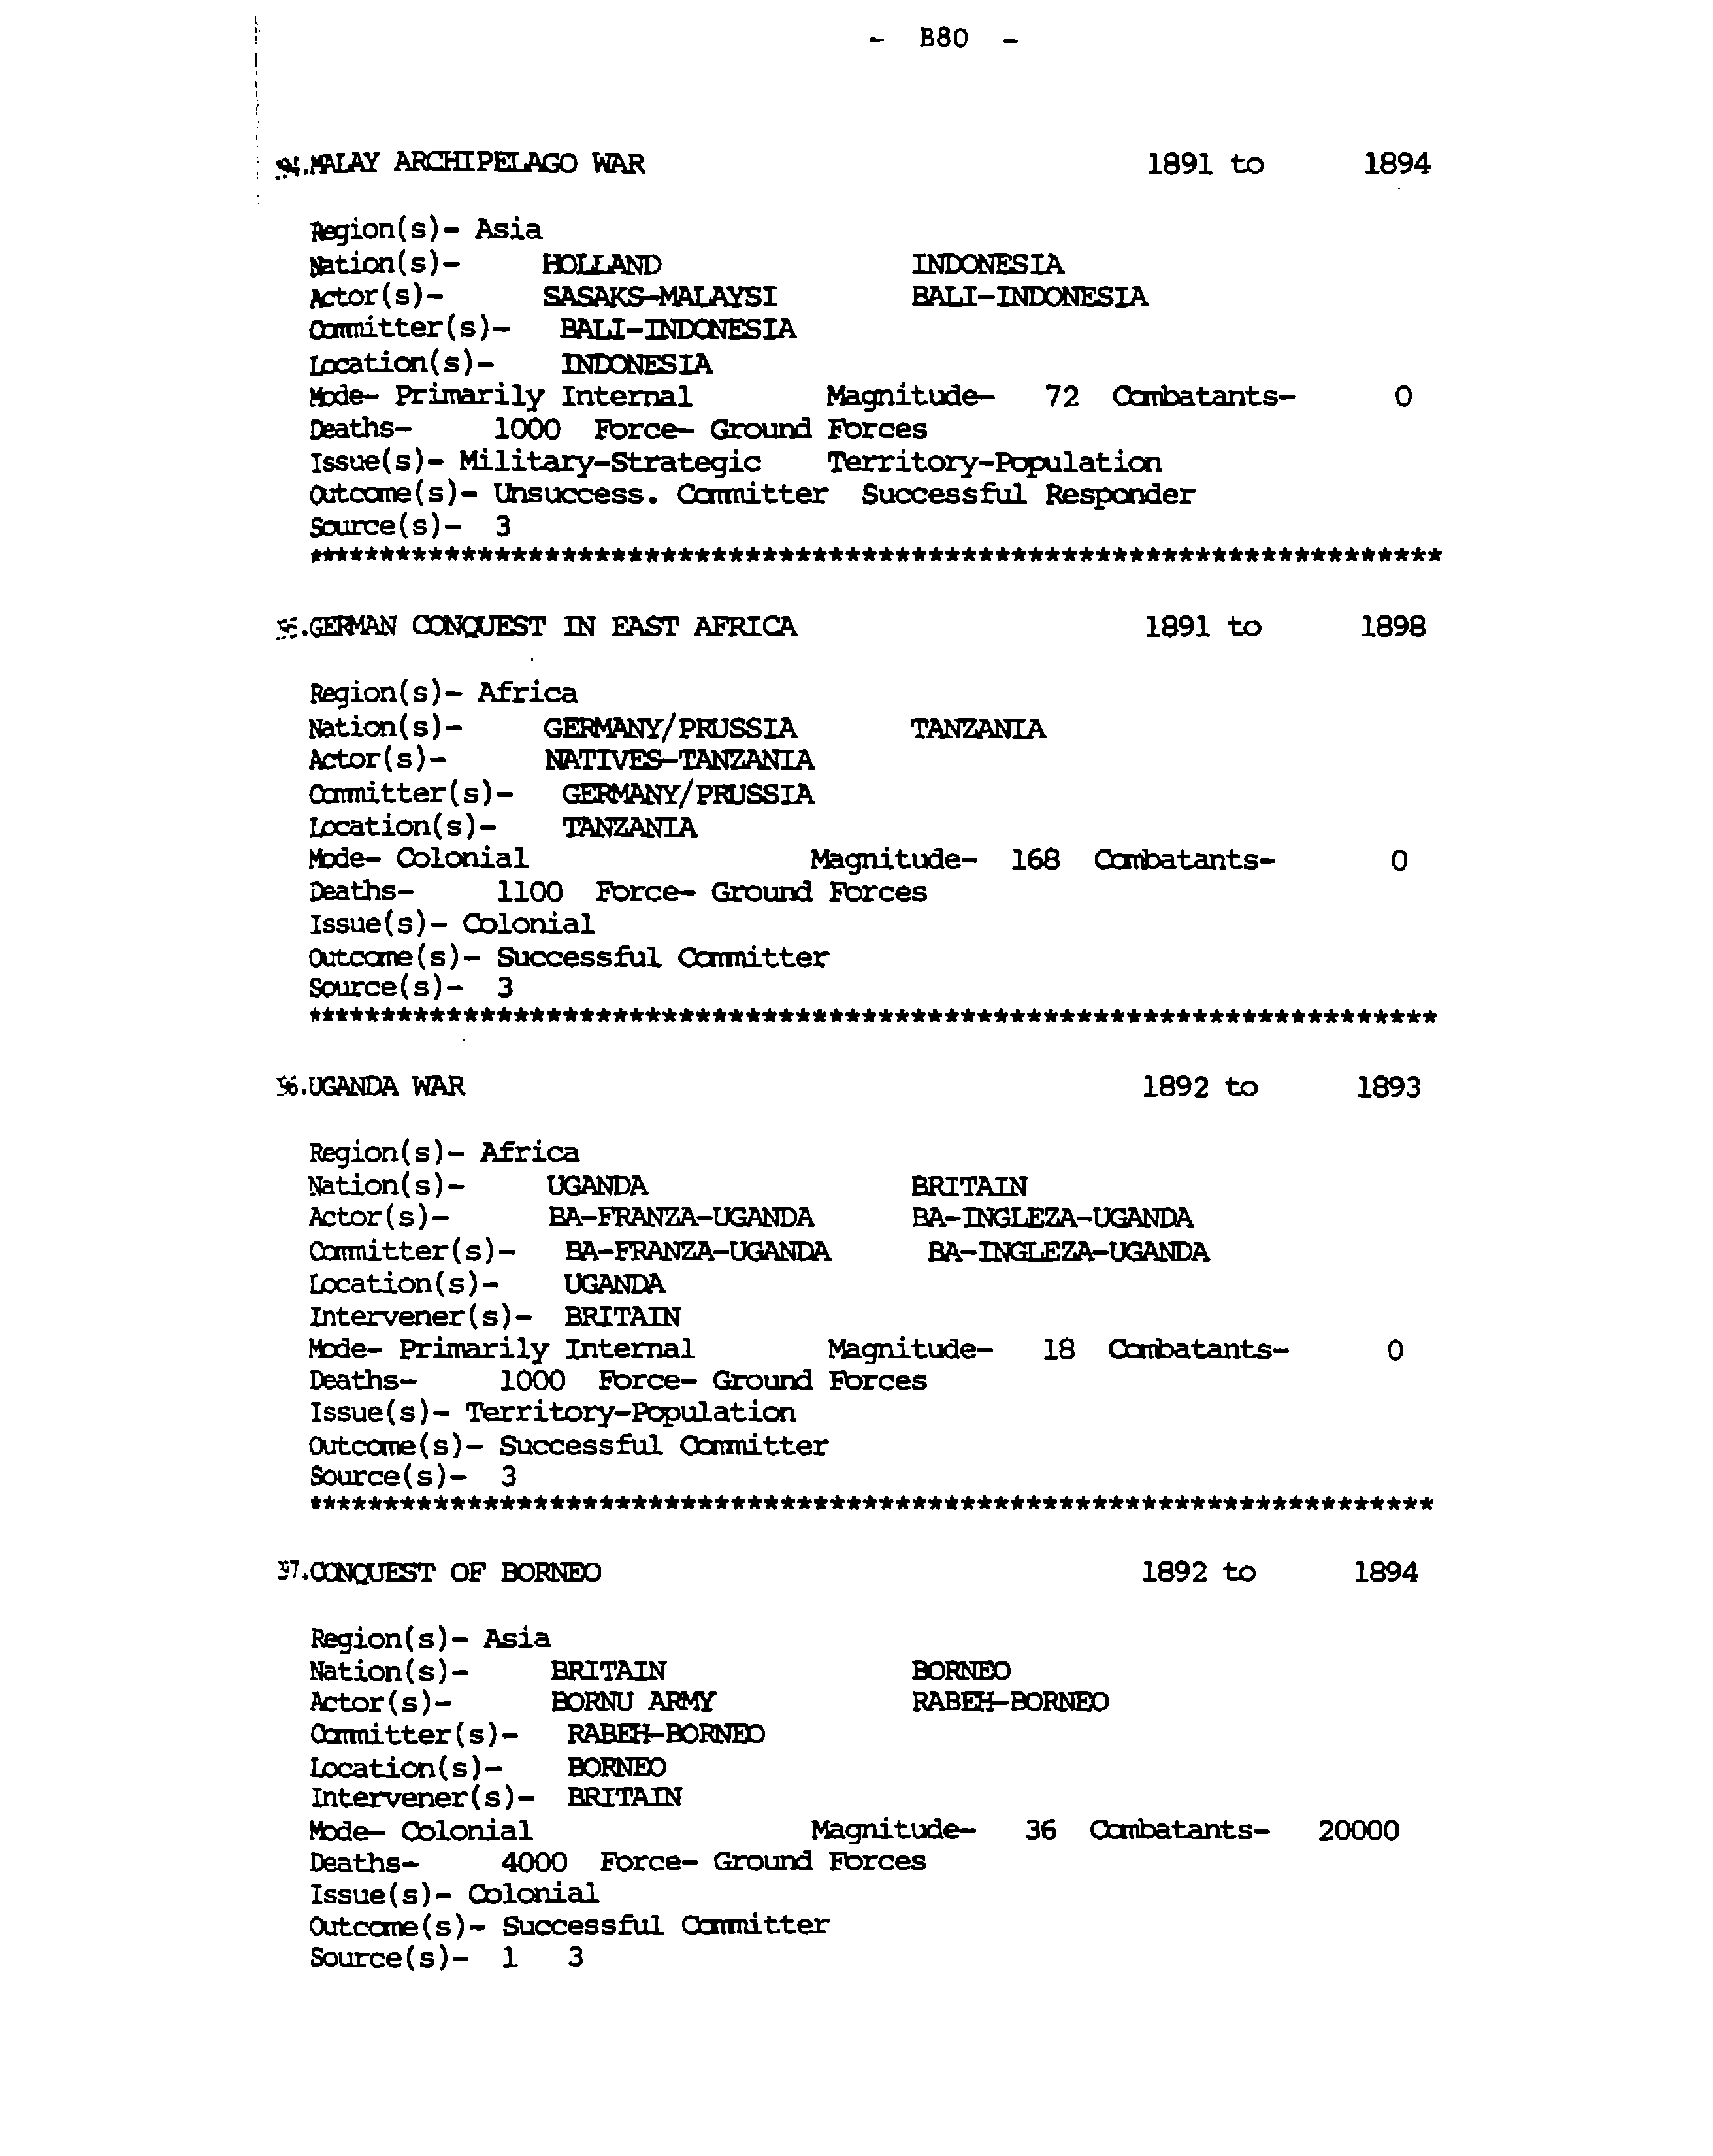 - B80 -
MALAY ARCHIPELAGO WAR 1891 to 1894
Region(s)- Asia
Nation(s)- HOLLAND INDONESIA
Actor(s)- SASAKS-MALAYSI BALI-INDONESIA
Committer(s)- BALI-INDONESIA
Location(s)- INDONESIA
Mode- Primarily Internal Magnitude- 72 Combatants- 0
Deaths- 1000 Force- Ground Forces
Issue(s)- Military-Strategic Territory-Population
Outcome(s)- Unsuccess. Committer Successful Responder
Source(s)- 3
********************************************************************
GERMAN CONQUEST IN EAST AFRICA 1891 to 1898
Region(s)- Africa
Nation(s)- GERMANY/PRUSSIA TANZANIA
Actor(s)- NATIVES-TANZANIA
Committer(s)- GERMANY/PRUSSIA
Location(s)- TANZANIA
Mode- Colonial Magnitude- 168 Combatants- 0
Deaths- 1100 Force- Ground Forces
Issue(s)- Colonial
Outcome(s)- Successful Committer
Source(s)- 3
********************************************************************
96.UGANDA WAR 1892 to 1893
Region(s)- Africa
Nation(s)- UGANDA BRITAIN
Actor(s)- BA-FRANZA-UGANDA BA-INGLEZA-UGANDA
Committer(s)- BA-FRANZA-UGANDA BA-INGLEZA-UGANDA
Location(s)- UGANDA
Intervener(s)- BRITAIN
Mode- Primarily Internal Magnitude- 18 Combatants- 0
Deaths- 1000 Force- Ground Forces
Issue(s)- Territory-Population
Outcome(s)- Successful Committer
Source(s)- 3
********************************************************************
97.CONQUEST OF BORNEO 1892 to 1894
Region(s)- Asia
Nation(s)- BRITAIN BORNEO
Actor(s)- BORNU ARMY RABEH-BORNEO
Committer(s)- RABEH-BORNEO
Location(s)- BORNEO
Intervener(s)- BRITAIN
Mode- Colonial Magnitude- 36 Combatants- 20000
Deaths- 4000 Force- Ground Forces
Issue(s)- Colonial
Outcome(s)- Successful Committer
Source(s)- 1 3